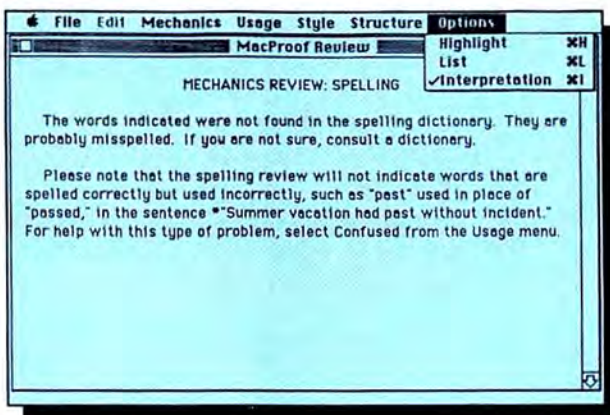 File Edit Mechanics Usage Style Structure Options
MacProof Review
Highlight ⌘H
List ⌘L
✓Interpretation ⌘I
MECHANICS REVIEW: SPELLING
The words indicated were not found in the spelling dictionary. They are
probably misspelled. If you are not sure, consult a dictionary.
Please note that the spelling review will not indicate words that are
spelled correctly but used incorrectly, such as "past" used in place of
"passed," in the sentence *"Summer vacation had past without incident."
For help with this type of problem, select Confused from the Usage menu.